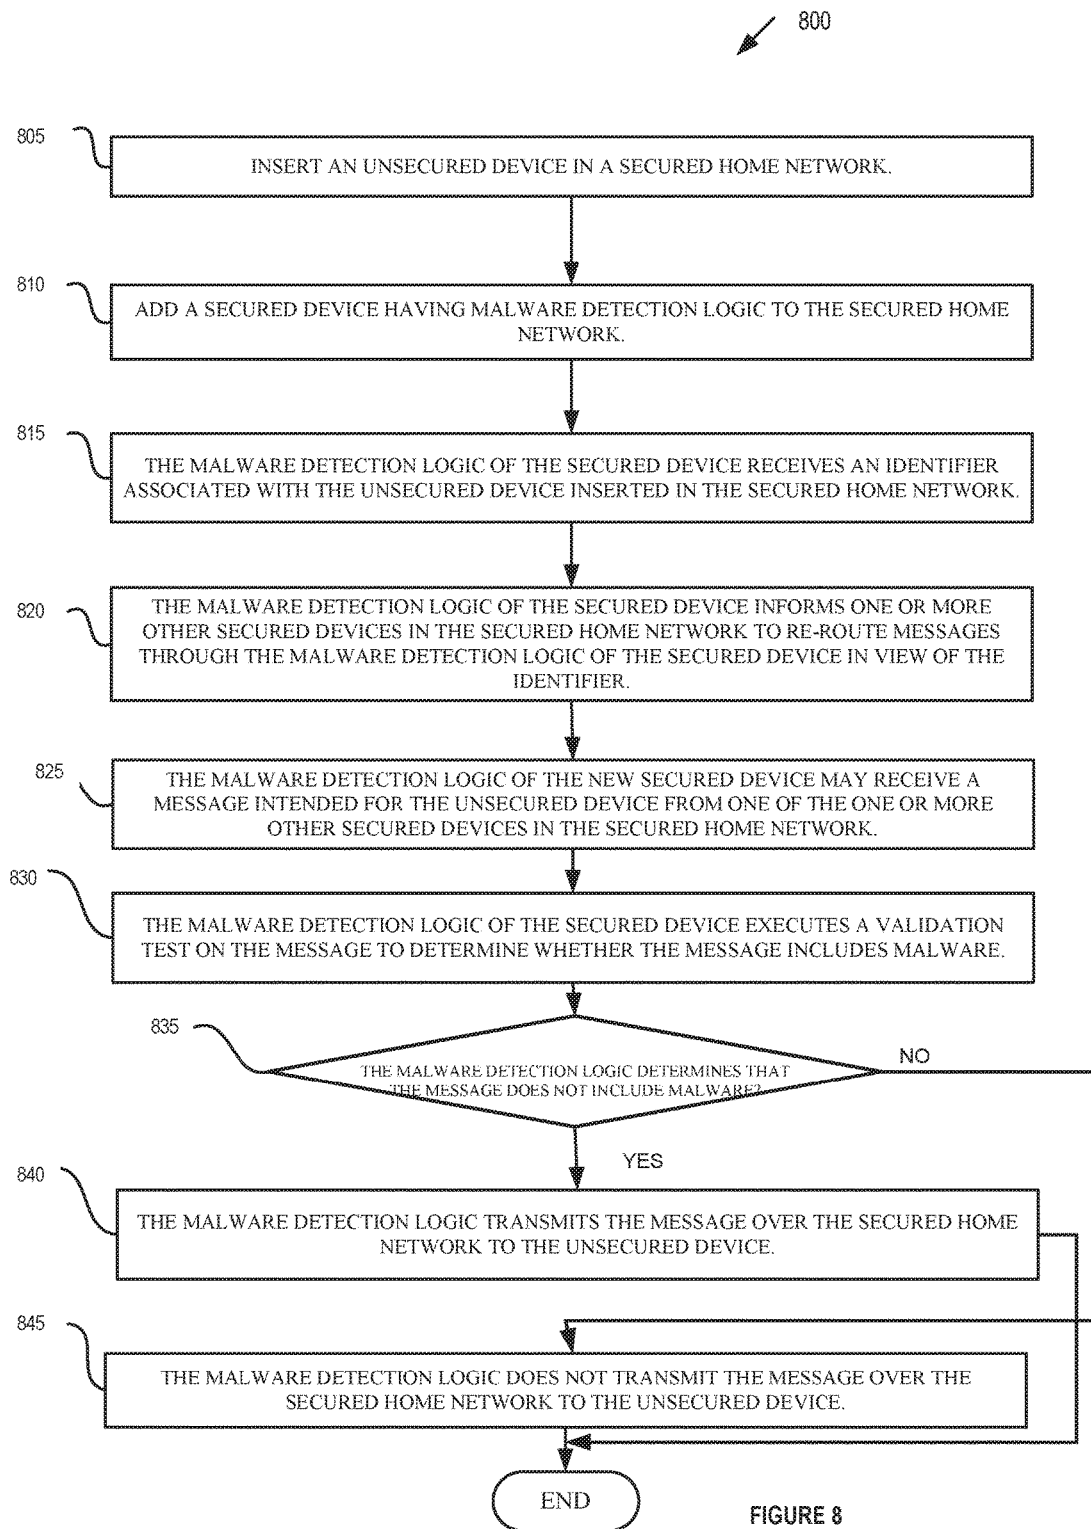 800
805
INSERT AN UNSECURED DEVICE IN A SECURED HOME NETWORK.
810
ADD A SECURED DEVICE HAVING MALWARE DETECTION LOGIC TO THE SECURED HOME
NETWORK.
815
THE MALWARE DETECTION LOGIC OF THE SECURED DEVICE RECEIVES AN IDENTIFIER
ASSOCIATED WITH THE UNSECURED DEVICE INSERTED IN THE SECURED HOME NETWORK.
820
THE MALWARE DETECTION LOGIC OF THE SECURED DEVICE INFORMS ONE OR MORE
OTHER SECURED DEVICES IN THE SECURED HOME NETWORK TO RE-ROUTE MESSAGES
THROUGH THE MALWARE DETECTION LOGIC OF THE SECURED DEVICE IN VIEW OF THE
IDENTIFIER.
825
THE MALWARE DETECTION LOGIC OF THE NEW SECURED DEVICE MAY RECEIVE A
MESSAGE INTENDED FOR THE UNSECURED DEVICE FROM ONE OF THE ONE OR MORE
OTHER SECURED DEVICES IN THE SECURED HOME NETWORK.
830
THE MALWARE DETECTION LOGIC OF THE SECURED DEVICE EXECUTES A VALIDATION
TEST ON THE MESSAGE TO DETERMINE WHETHER THE MESSAGE INCLUDES MALWARE.
835
NO
THE MALWARE DETECTION LOGIC DETERMINES THAT
THE MESSAGE DOES NOT INCLUDE MALWARE?
YES
840
THE MALWARE DETECTION LOGIC TRANSMITS THE MESSAGE OVER THE SECURED HOME
NETWORK TO THE UNSECURED DEVICE.
845
THE MALWARE DETECTION LOGIC DOES NOT TRANSMIT THE MESSAGE OVER THE
SECURED HOME NETWORK TO THE UNSECURED DEVICE.
END
FIGURE 8